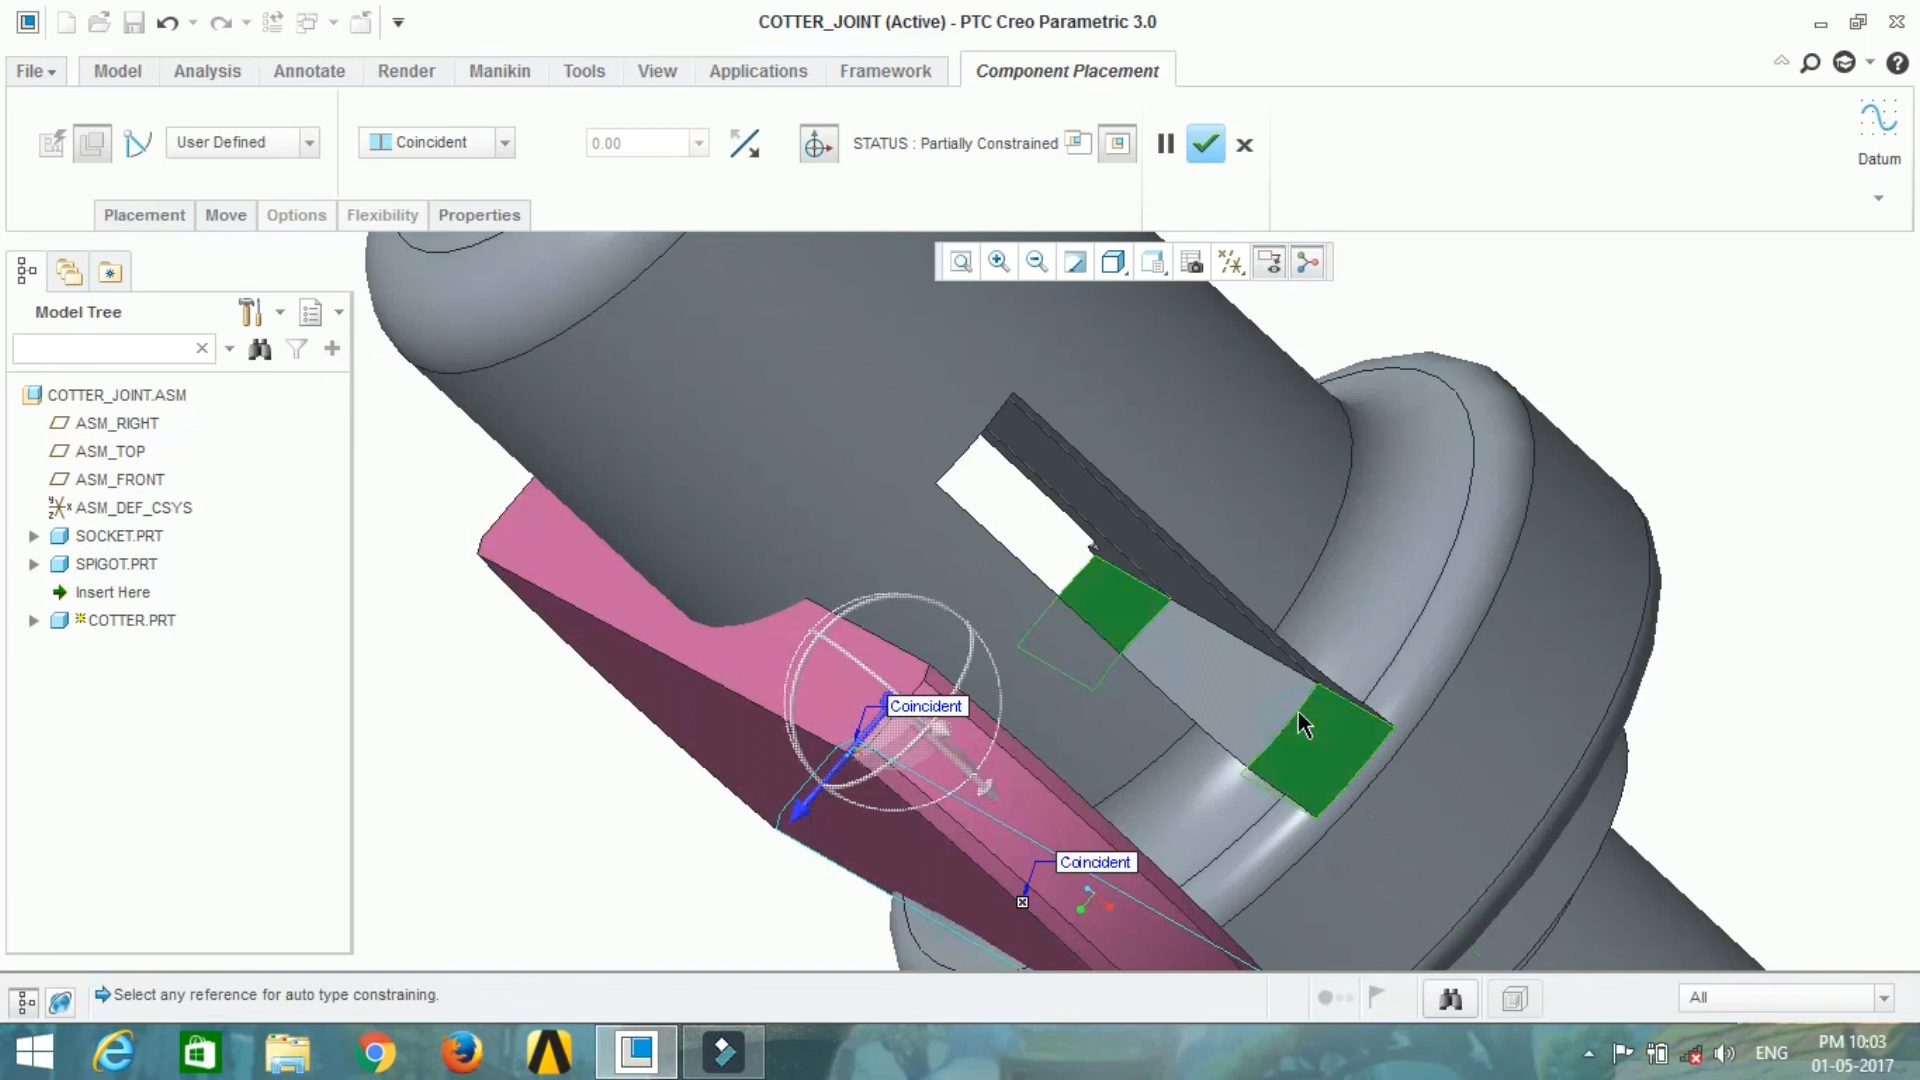 COTTER_JOINT (Active) - PTC Creo Parametric 3.0
File Model Analysis Annotate Render Manikin Tools View Applications Framework Component Placement
User Defined Coincident 0.00 STATUS : Partially Constrained
Datum
Placement Move Options Flexibility Properties
Model Tree
COTTER_JOINT.ASM
ASM_RIGHT
ASM_TOP
ASM_FRONT
ASM_DEF_CSYS
SOCKET.PRT
SPIGOT.PRT
Insert Here
COTTER.PRT
Coincident
Coincident
Select any reference for auto type constraining.
All
ENG
PM 10:03
01-05-2017